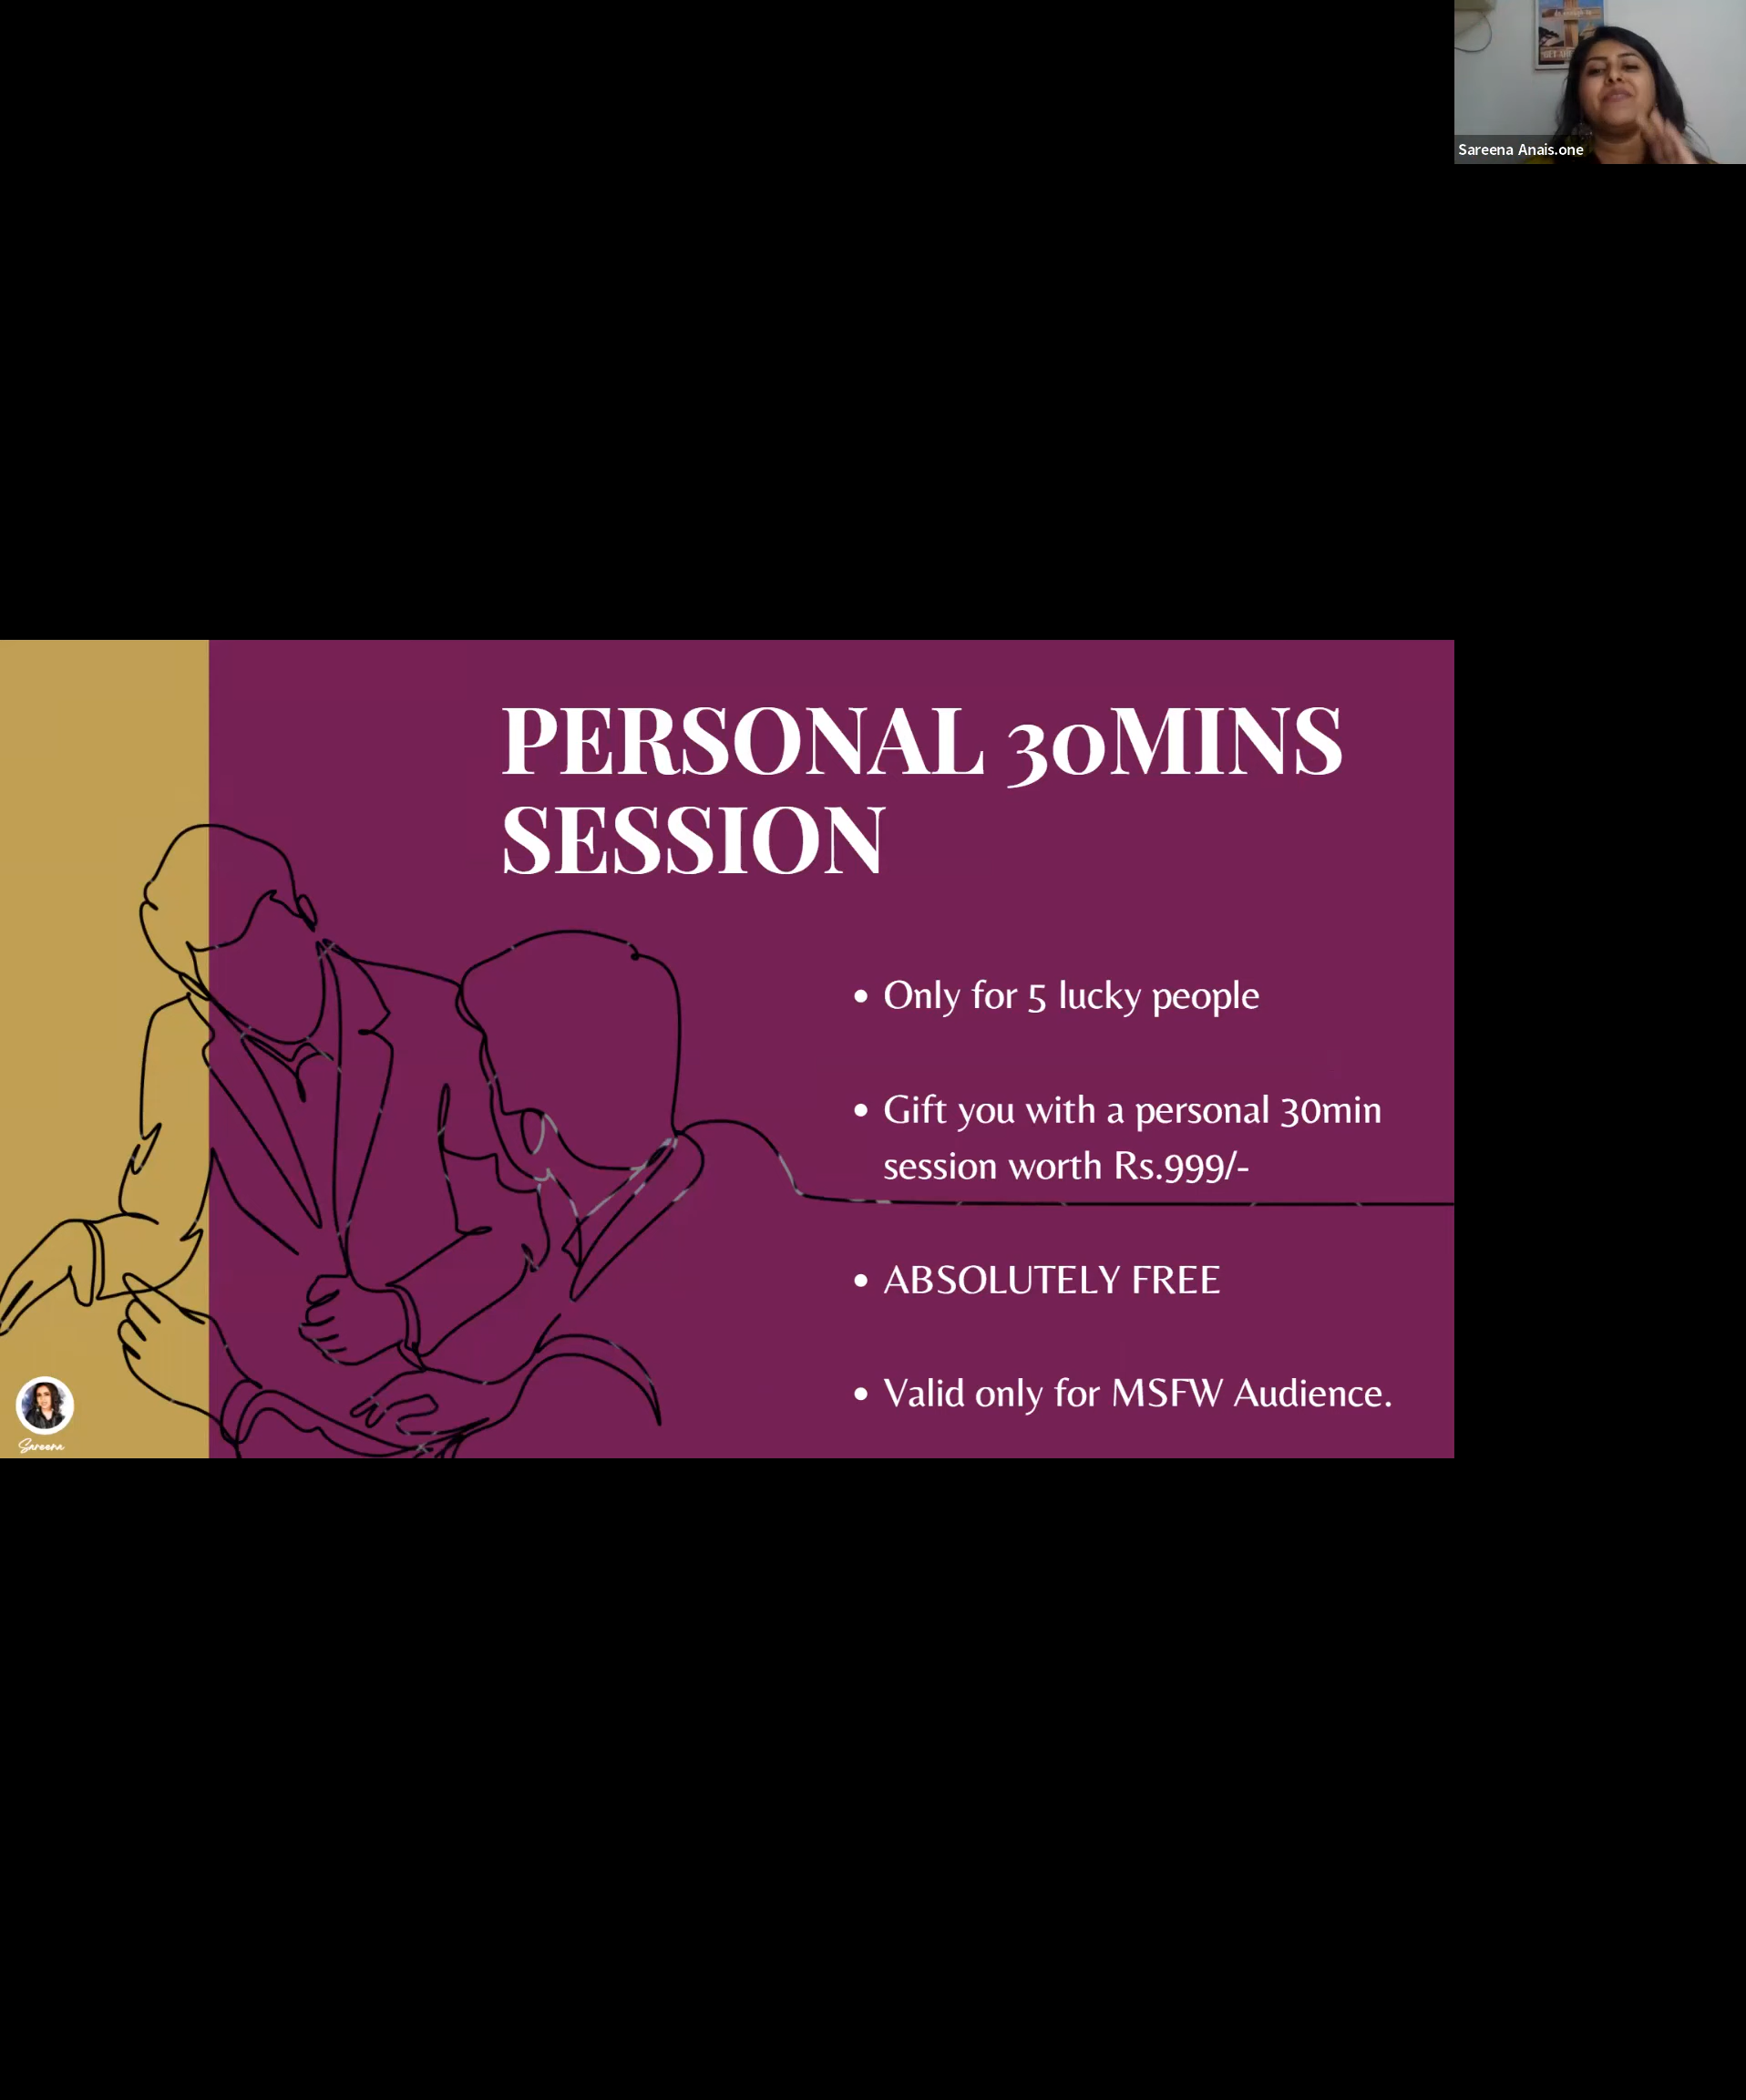 Sareena Anais.one
PERSONAL 30MINS
SESSION
• Only for 5 lucky people
• Gift you with a personal 30min
session worth Rs.999/-
• ABSOLUTELY FREE
• Valid only for MSFW Audience.
Sareena